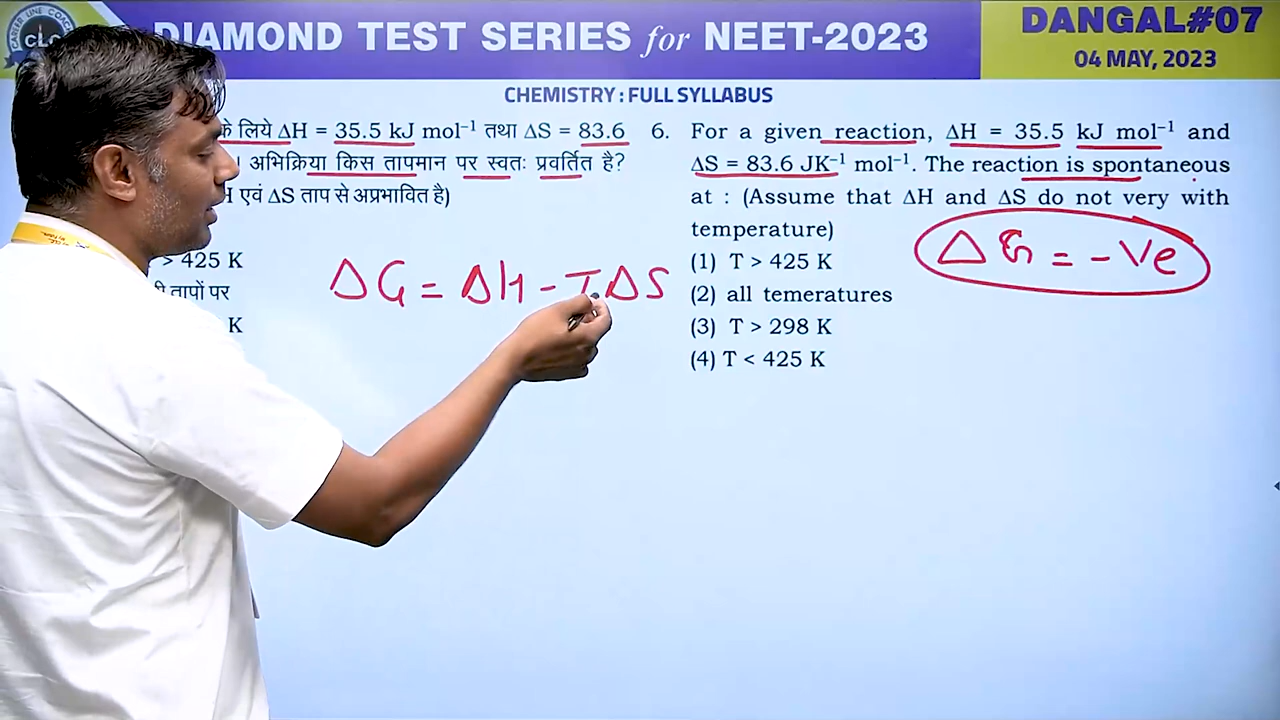 CLC
DIAMOND TEST SERIES for NEET-2023
DANGAL#07
04 MAY, 2023
CHEMISTRY : FULL SYLLABUS
के लिये ΔH = 35.5 kJ mol⁻¹ तथा ΔS = 83.6
। अभिक्रिया किस तापमान पर स्वतः प्रवर्तित है?
एवं ΔS ताप से अप्रभावित है)
> 425 K
तापों पर
K
ΔG = ΔH - TΔS
6. For a given reaction, ΔH = 35.5 kJ mol⁻¹ and
ΔS = 83.6 JK⁻¹ mol⁻¹. The reaction is spontaneous
at : (Assume that ΔH and ΔS do not very with
temperature)
ΔG = -Ve
(1) T > 425 K
(2) all temeratures
(3) T > 298 K
(4) T < 425 K